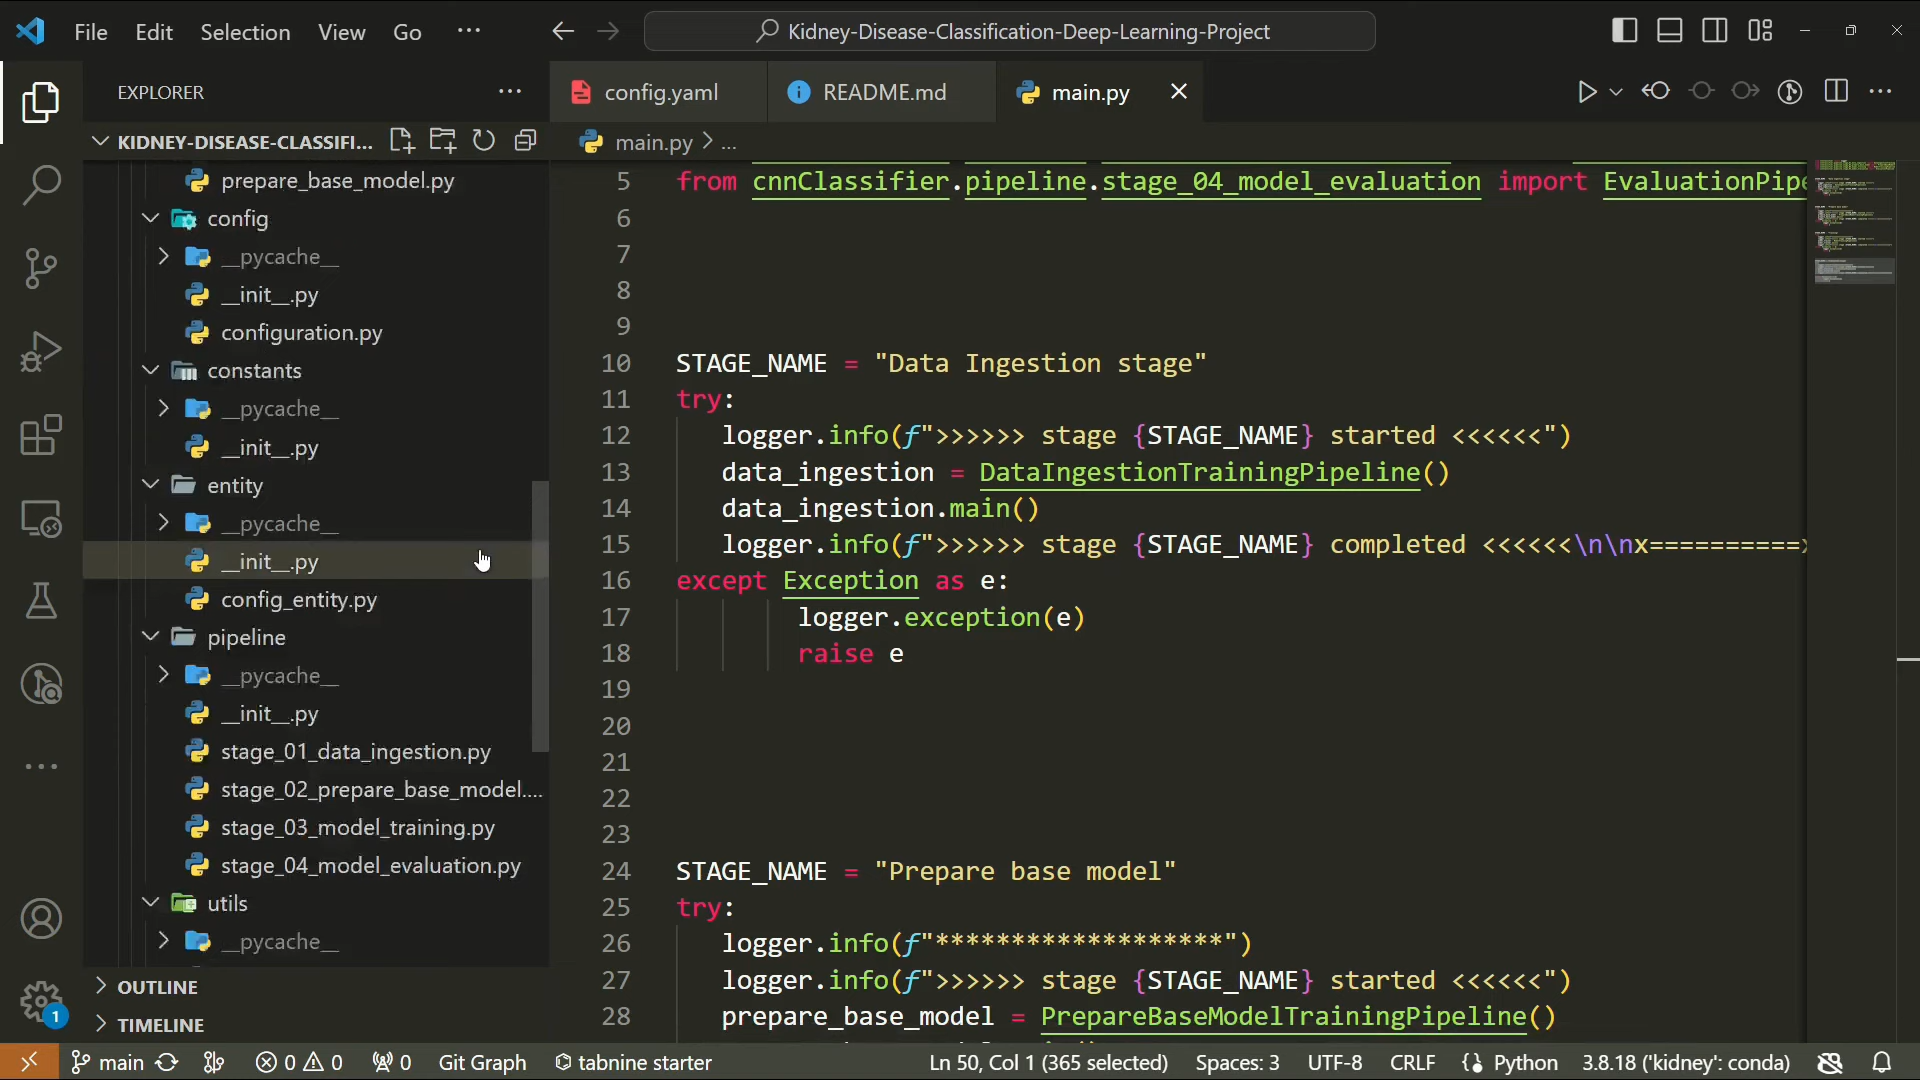 File Edit Selection View Go ...
Kidney-Disease-Classification-Deep-Learning-Project
EXPLORER
config.yaml
README.md
main.py
KIDNEY-DISEASE-CLASSIFI...
main.py > ...
prepare_base_model.py
config
__pycache__
__init__.py
configuration.py
constants
__pycache__
__init__.py
entity
__pycache__
__init__.py
config_entity.py
pipeline
__pycache__
__init__.py
stage_01_data_ingestion.py
stage_02_prepare_base_model....
stage_03_model_training.py
stage_04_model_evaluation.py
utils
__pycache__
OUTLINE
TIMELINE
5 from cnnClassifier.pipeline.stage_04_model_evaluation import EvaluationPipe
6
7
8
9
10 STAGE_NAME = "Data Ingestion stage"
11 try:
12 logger.info(f">>>>>> stage {STAGE_NAME} started <<<<<<")
13 data_ingestion = DataIngestionTrainingPipeline()
14 data_ingestion.main()
15 logger.info(f">>>>>> stage {STAGE_NAME} completed <<<<<<\n\nx==========x
16 except Exception as e:
17 logger.exception(e)
18 raise e
19
20
21
22
23
24 STAGE_NAME = "Prepare base model"
25 try:
26 logger.info(f"*******************")
27 logger.info(f">>>>>> stage {STAGE_NAME} started <<<<<<")
28 prepare_base_model = PrepareBaseModelTrainingPipeline()
1
main 0 0 0 Git Graph tabnine starter Ln 50, Col 1 (365 selected) Spaces: 3 UTF-8 CRLF Python 3.8.18 ('kidney': conda)